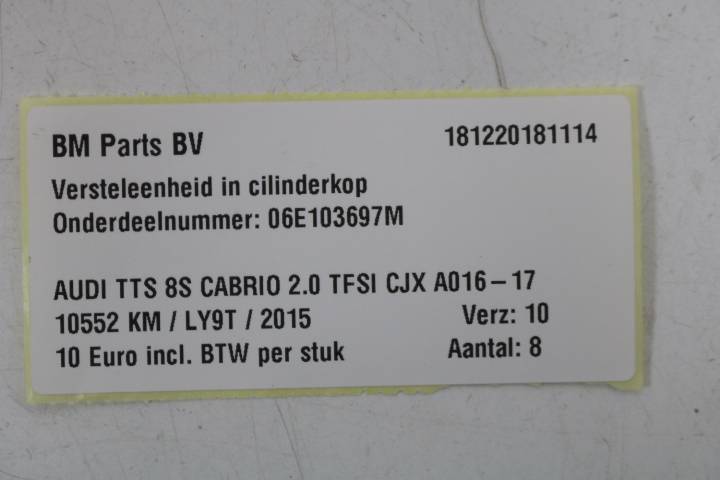 BM Parts BV 181220181114
Versteleenheid in cilinderkop
Onderdeelnummer: 06E103697M
AUDI TTS 8S CABRIO 2.0 TFSI CJX A016-17
10552 KM / LY9T / 2015 Verz: 10
10 Euro incl. BTW per stuk Aantal: 8